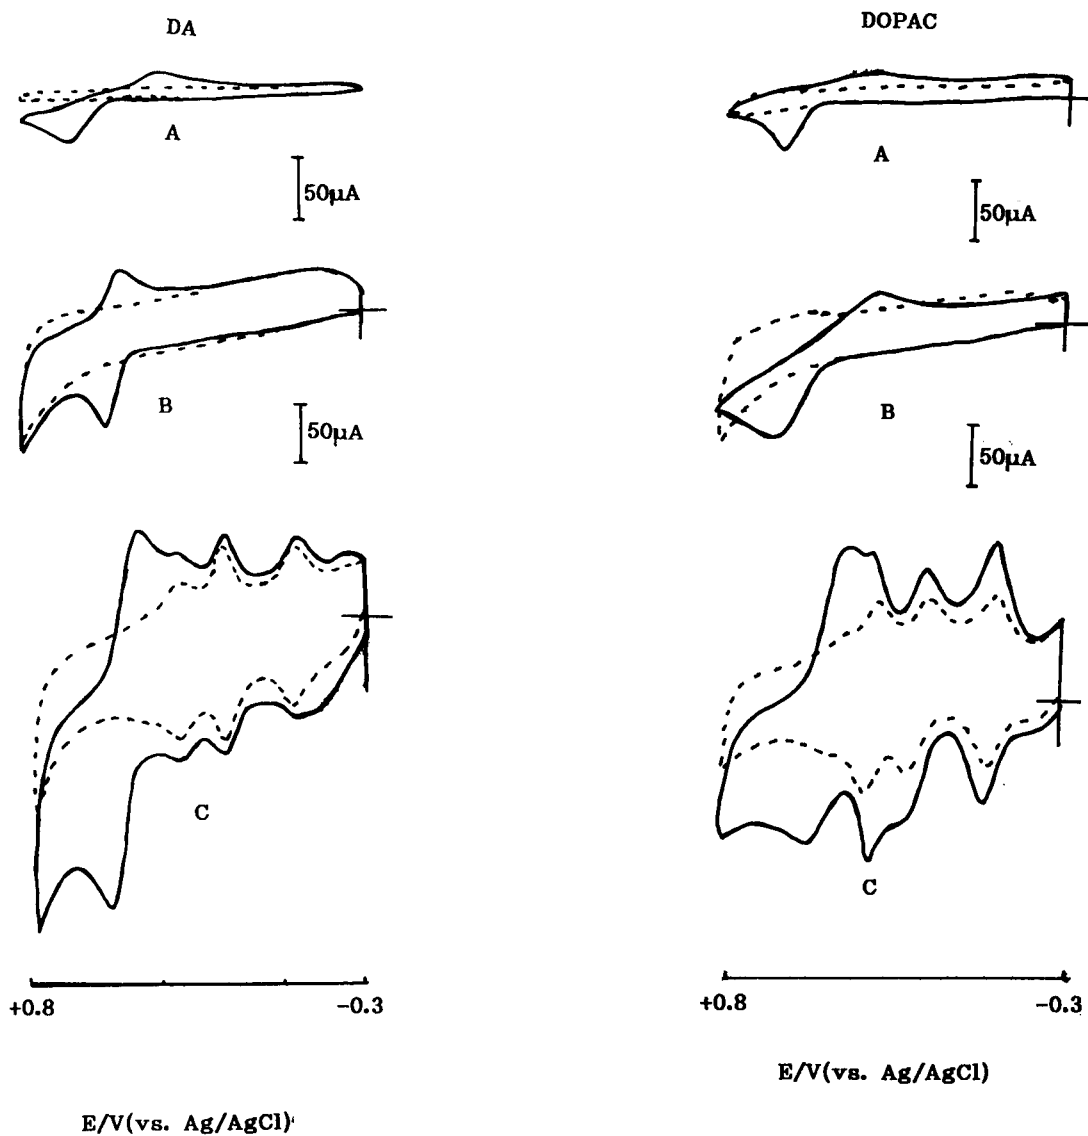 DA
A
50µA
B
50µA
C
+0.8 -0.3
E/V(vs. Ag/AgCl)
DOPAC
A
50µA
B
50µA
C
+0.8 -0.3
E/V(vs. Ag/AgCl)